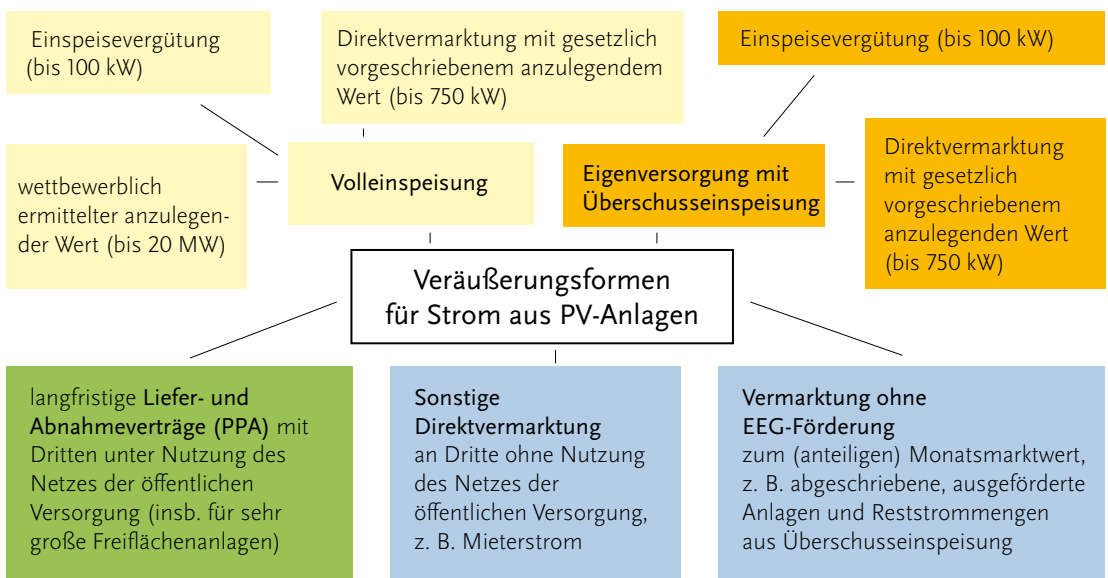 Einspeisevergütung
(bis 100 kW)
Direktvermarktung mit gesetzlich
vorgeschriebenem anzulegendem
Wert (bis 750 kW)
Einspeisevergütung (bis 100 kW)
wettbewerblich
ermittelter anzulegen-
der Wert (bis 20 MW)
Volleinspeisung
Eigenversorgung mit
Überschusseinspeisung
Direktvermarktung
mit gesetzlich
vorgeschriebenem
anzulegenden Wert
(bis 750 kW)
Veräußerungsformen
für Strom aus PV-Anlagen
langfristige Liefer- und
Abnahmeverträge (PPA) mit
Dritten unter Nutzung des
Netzes der öffentlichen
Versorgung (insb. für sehr
große Freiflächenanlagen)
Sonstige
Direktvermarktung
an Dritte ohne Nutzung
des Netzes der
öffentlichen Versorgung,
z. B. Mieterstrom
Vermarktung ohne
EEG-Förderung
zum (anteiligen) Monatsmarktwert,
z. B. abgeschriebene, ausgeförderte
Anlagen und Reststrommengen
aus Überschusseinspeisung